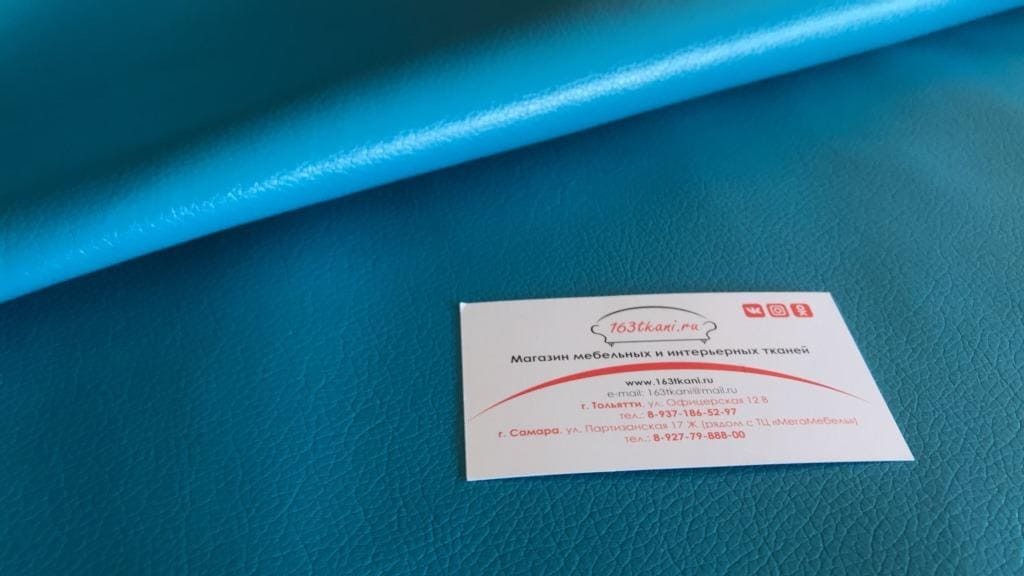 163tkani.ru
Магазин мебельных и интерьерных тканей
www.163tkani.ru
e-mail: 163tkani@mail.ru
г. Тольятти, ул. Офицерская 12 В
тел.: 8-937-186-52-97
г. Самара, ул. Партизанская 17 Ж (рядом с ТЦ «МегаМебель»)
тел.: 8-927-79-888-00